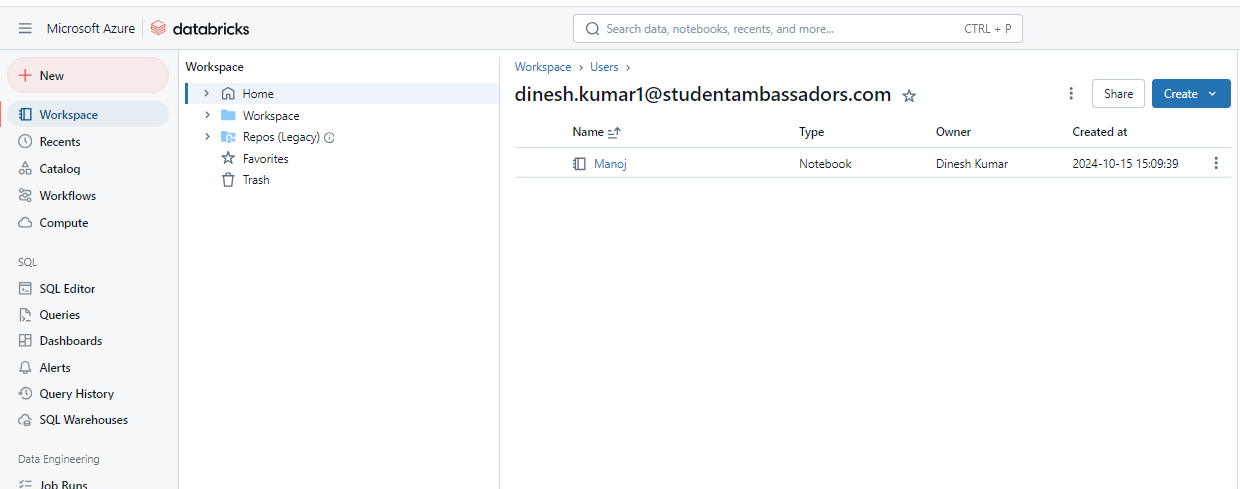 Microsoft Azure databricks
Search data, notebooks, recents, and more... CTRL + P
New
Workspace
Recents
Catalog
Workflows
Compute
SQL
SQL Editor
Queries
Dashboards
Alerts
Query History
SQL Warehouses
Data Engineering
Job Runs
Workspace
Home
Workspace
Repos (Legacy)
Favorites
Trash
Workspace › Users ›
dinesh.kumar1@studentambassadors.com
Share Create
Name Type Owner Created at
Manoj Notebook Dinesh Kumar 2024-10-15 15:09:39